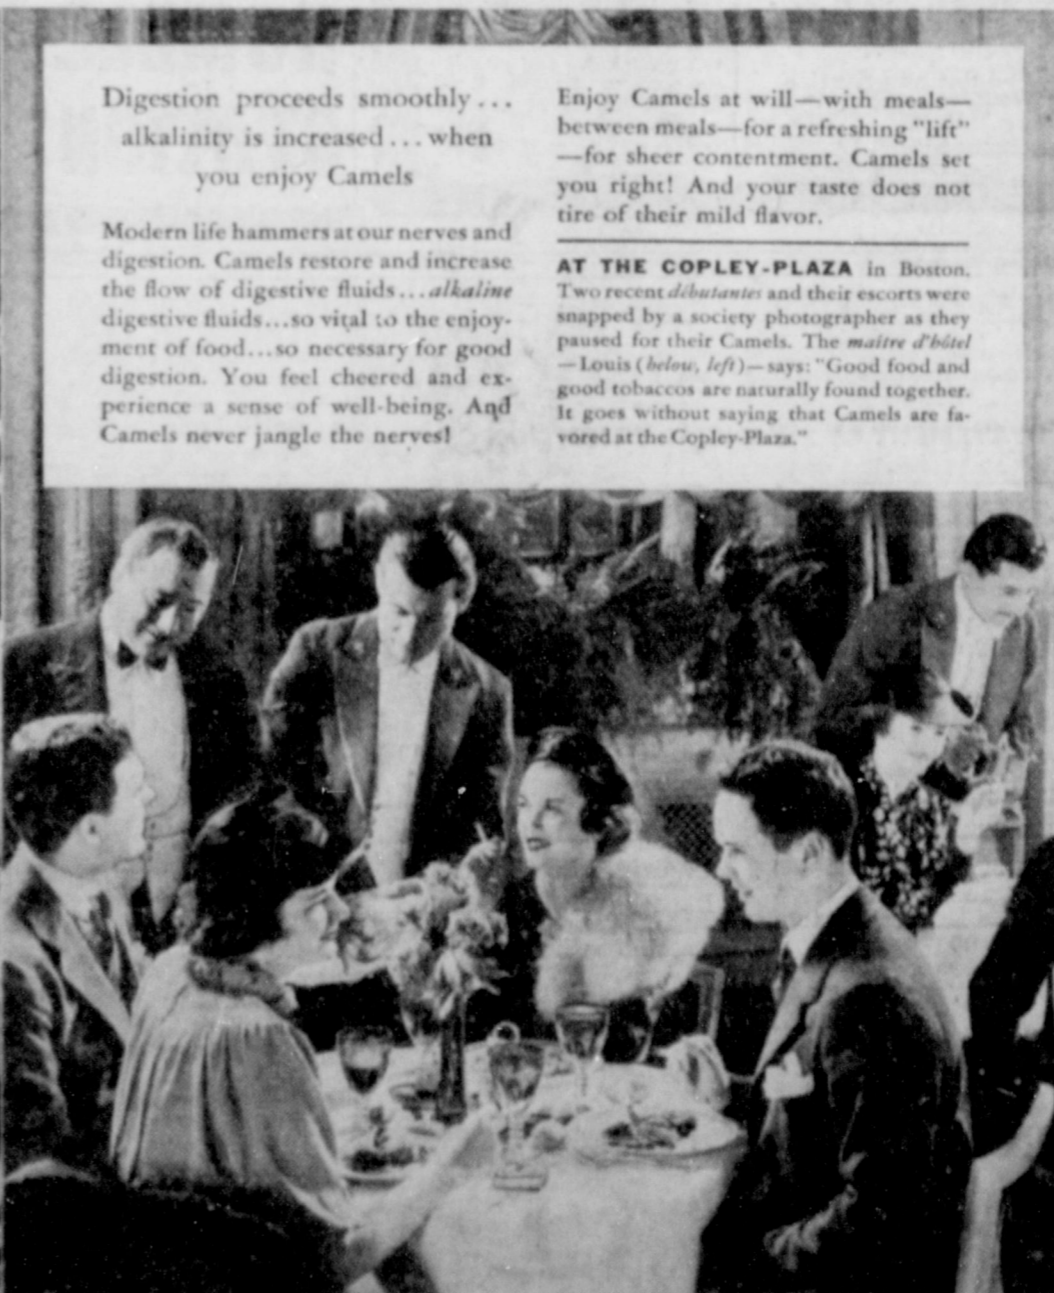 Digestion proceeds smoothly...
alkalinity is increased... when
you enjoy Camels
Modern life hammers at our nerves and
digestion. Camels restore and increase
the flow of digestive fluids...alkaline
digestive fluids...so vital to the enjoy-
ment of food...so necessary for good
digestion. You feel cheered and ex-
perience a sense of well-being. And
Camels never jangle the nerves!
Enjoy Camels at will—with meals—
between meals—for a refreshing "lift"
—for sheer contentment. Camels set
you right! And your taste does not
tire of their mild flavor.
AT THE COPLEY-PLAZA in Boston.
Two recent débutantes and their escorts were
snapped by a society photographer as they
paused for their Camels. The maître d'hôtel
—Louis (below, left)—says: "Good food and
good tobaccos are naturally found together.
It goes without saying that Camels are fa-
vored at the Copley-Plaza."